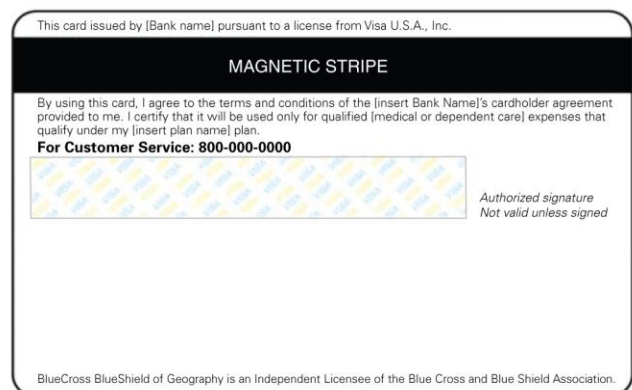 This card issued by [Bank name] pursuant to a license from Visa U.S.A., Inc.
MAGNETIC STRIPE
By using this card, I agree to the terms and conditions of the [insert Bank Name]'s cardholder agreement
provided to me. I certify that it will be used only for qualified [medical or dependent care] expenses that
qualify under my [insert plan name] plan.
For Customer Service: 800-000-0000
Authorized signature
Not valid unless signed
BlueCross BlueShield of Geography is an Independent Licensee of the Blue Cross and Blue Shield Association.